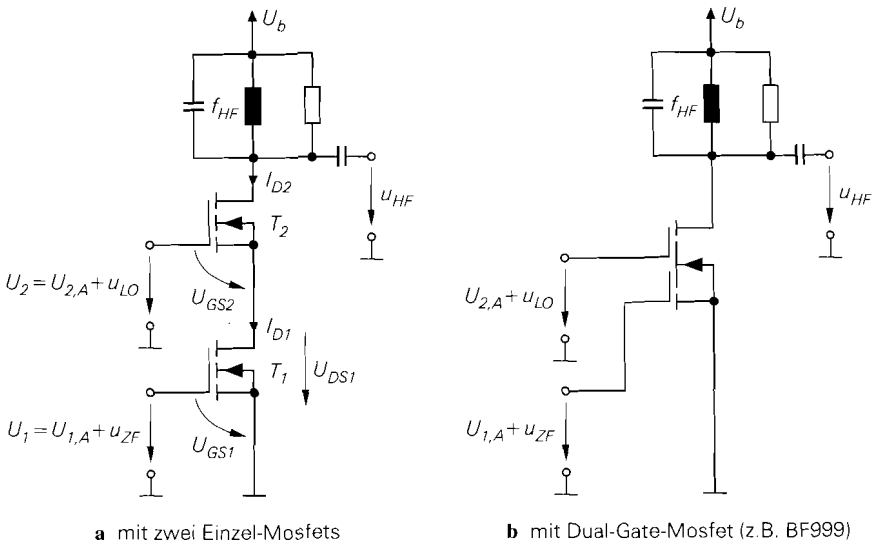 U_b
U_b
f_HF
f_HF
I_D2
u_HF
u_HF
T_2
U_2 = U_2,A + u_LO
U_GS2
U_2,A + u_LO
I_D1
T_1
U_DS1
U_1 = U_1,A + u_ZF
U_GS1
U_1,A + u_ZF
a mit zwei Einzel-Mosfets
b mit Dual-Gate-Mosfet (z.B. BF999)